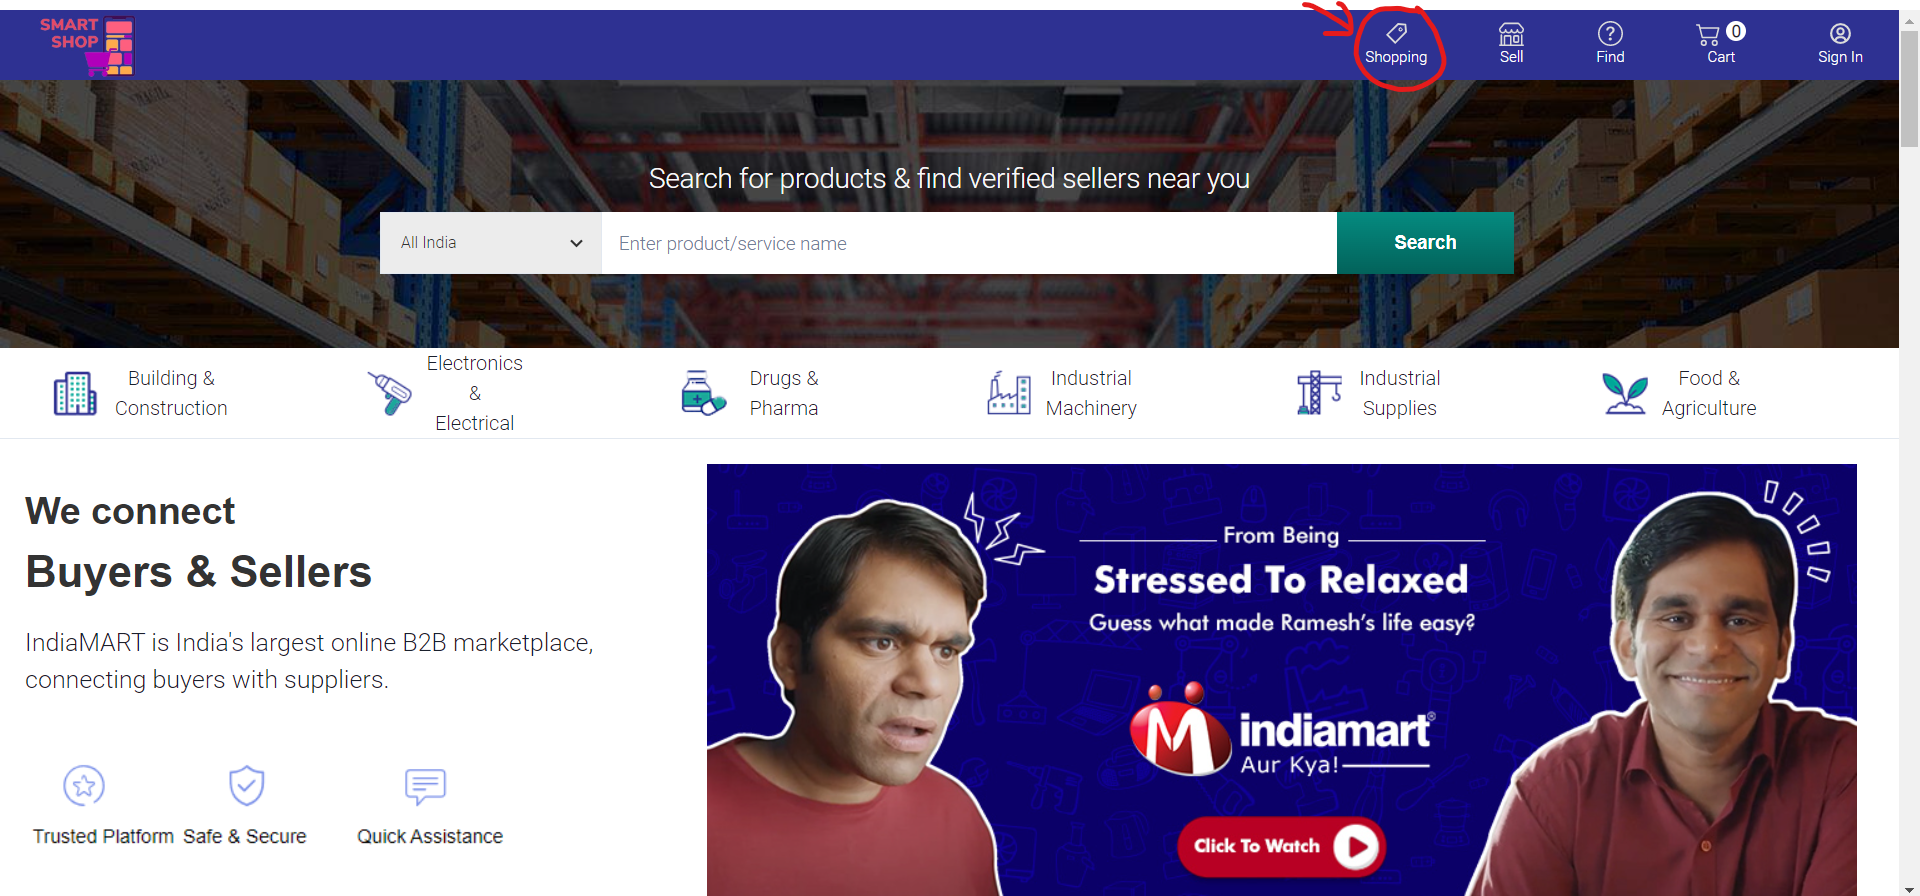 SMART
SHOP
Shopping
Sell
Find
0
Cart
Sign In
Search for products & find verified sellers near you
All India
Enter product/service name
Search
Building &
Construction
Electronics
&
Electrical
Drugs &
Pharma
Industrial
Machinery
Industrial
Supplies
Food &
Agriculture
We connect
Buyers & Sellers
IndiaMART is India's largest online B2B marketplace,
connecting buyers with suppliers.
Trusted Platform
Safe & Secure
Quick Assistance
From Being
Stressed To Relaxed
Guess what made Ramesh's life easy?
indiamart®
Aur Kya!
Click To Watch